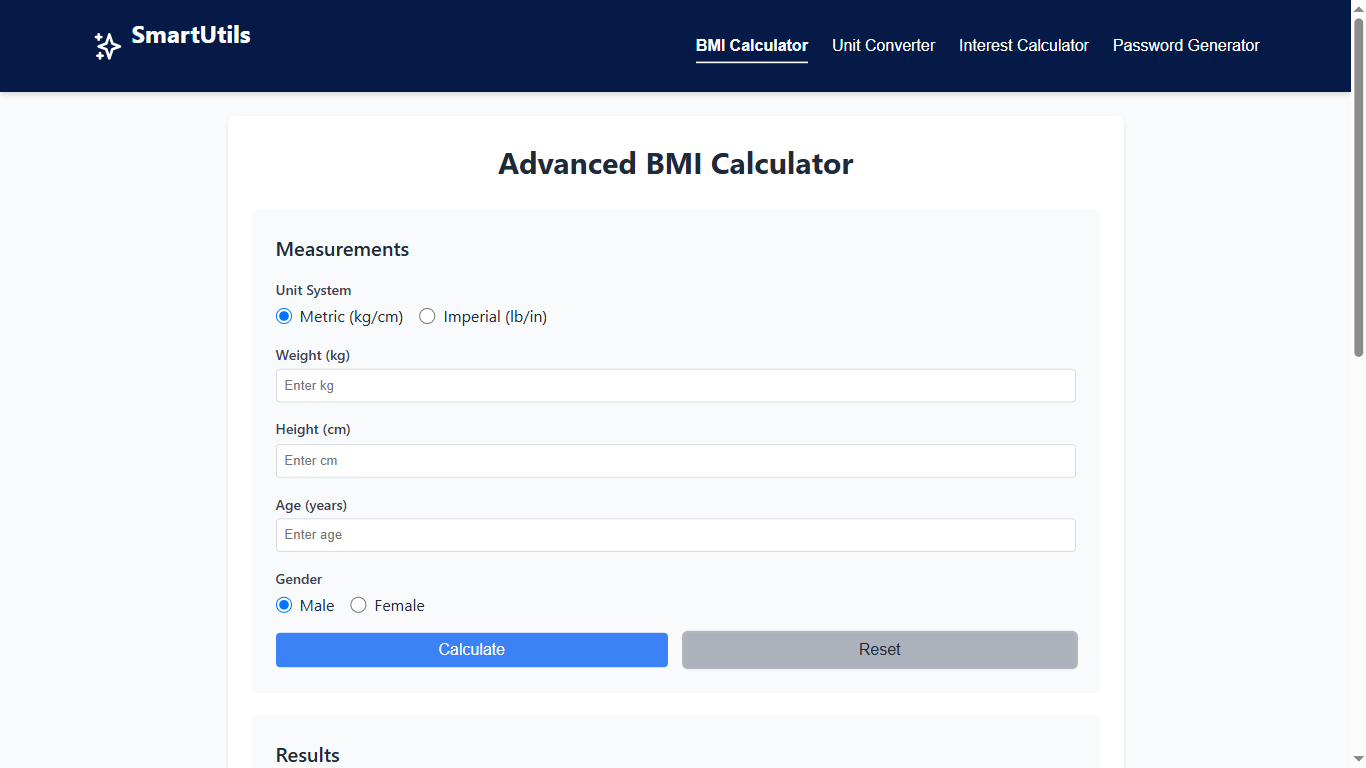 SmartUtils
BMI Calculator Unit Converter Interest Calculator Password Generator
Advanced BMI Calculator
Measurements
Unit System
Metric (kg/cm) Imperial (lb/in)
Weight (kg)
Enter kg
Height (cm)
Enter cm
Age (years)
Enter age
Gender
Male Female
Calculate Reset
Results